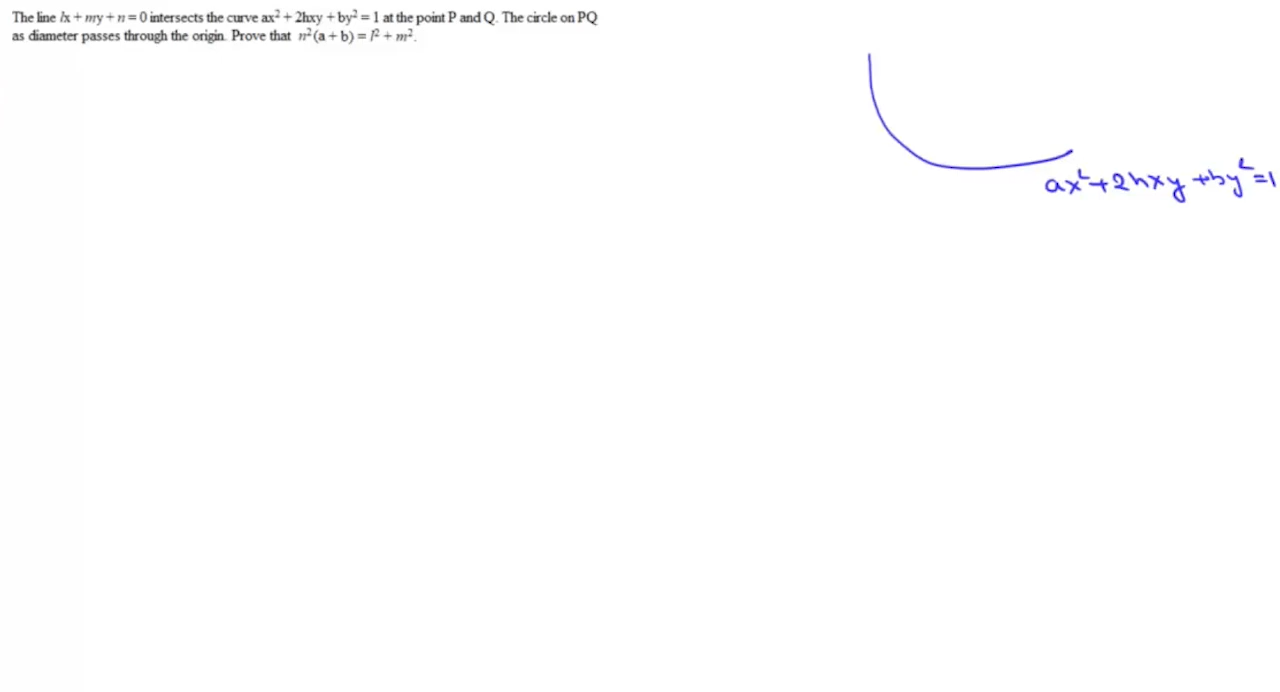 The line lx + my + n = 0 intersects the curve ax² + 2hxy + by² = 1 at the point P and Q. The circle on PQ
as diameter passes through the origin. Prove that n²(a + b) = l² + m².
ax²+2hxy+by²=1